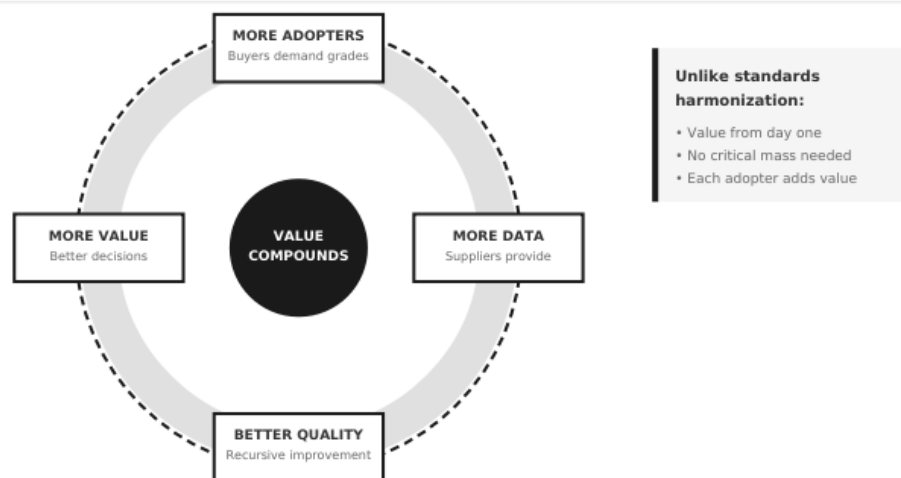 MORE ADOPTERS
Buyers demand grades
Unlike standards
harmonization:
• Value from day one
• No critical mass needed
• Each adopter adds value
MORE VALUE
Better decisions
VALUE
COMPOUNDS
MORE DATA
Suppliers provide
BETTER QUALITY
Recursive improvement